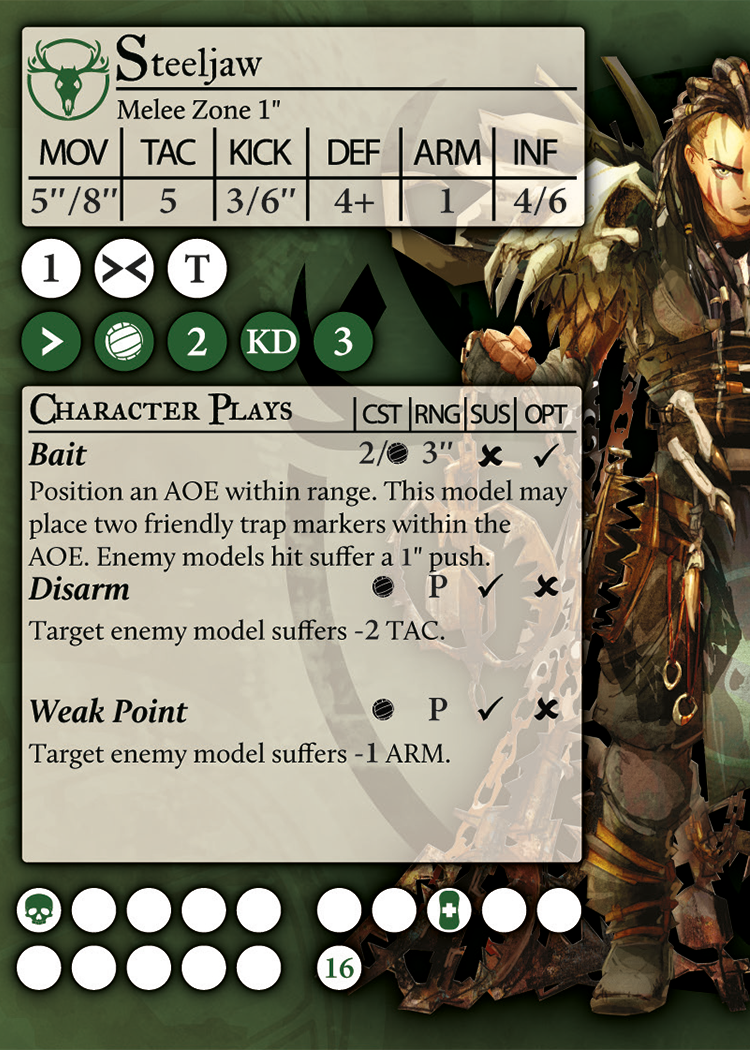 Steeljaw
Melee Zone 1"
MOV TAC KICK DEF ARM INF
5"/8" 5 3/6" 4+ 1 4/6
1 >< T
> 2 KD 3
Character Plays CST RNG SUS OPT
Bait 2/ 3" ✘ ✓
Position an AOE within range. This model may
place two friendly trap markers within the
AOE. Enemy models hit suffer a 1" push.
Disarm P ✓ ✘
Target enemy model suffers -2 TAC.
Weak Point P ✓ ✘
Target enemy model suffers -1 ARM.
16